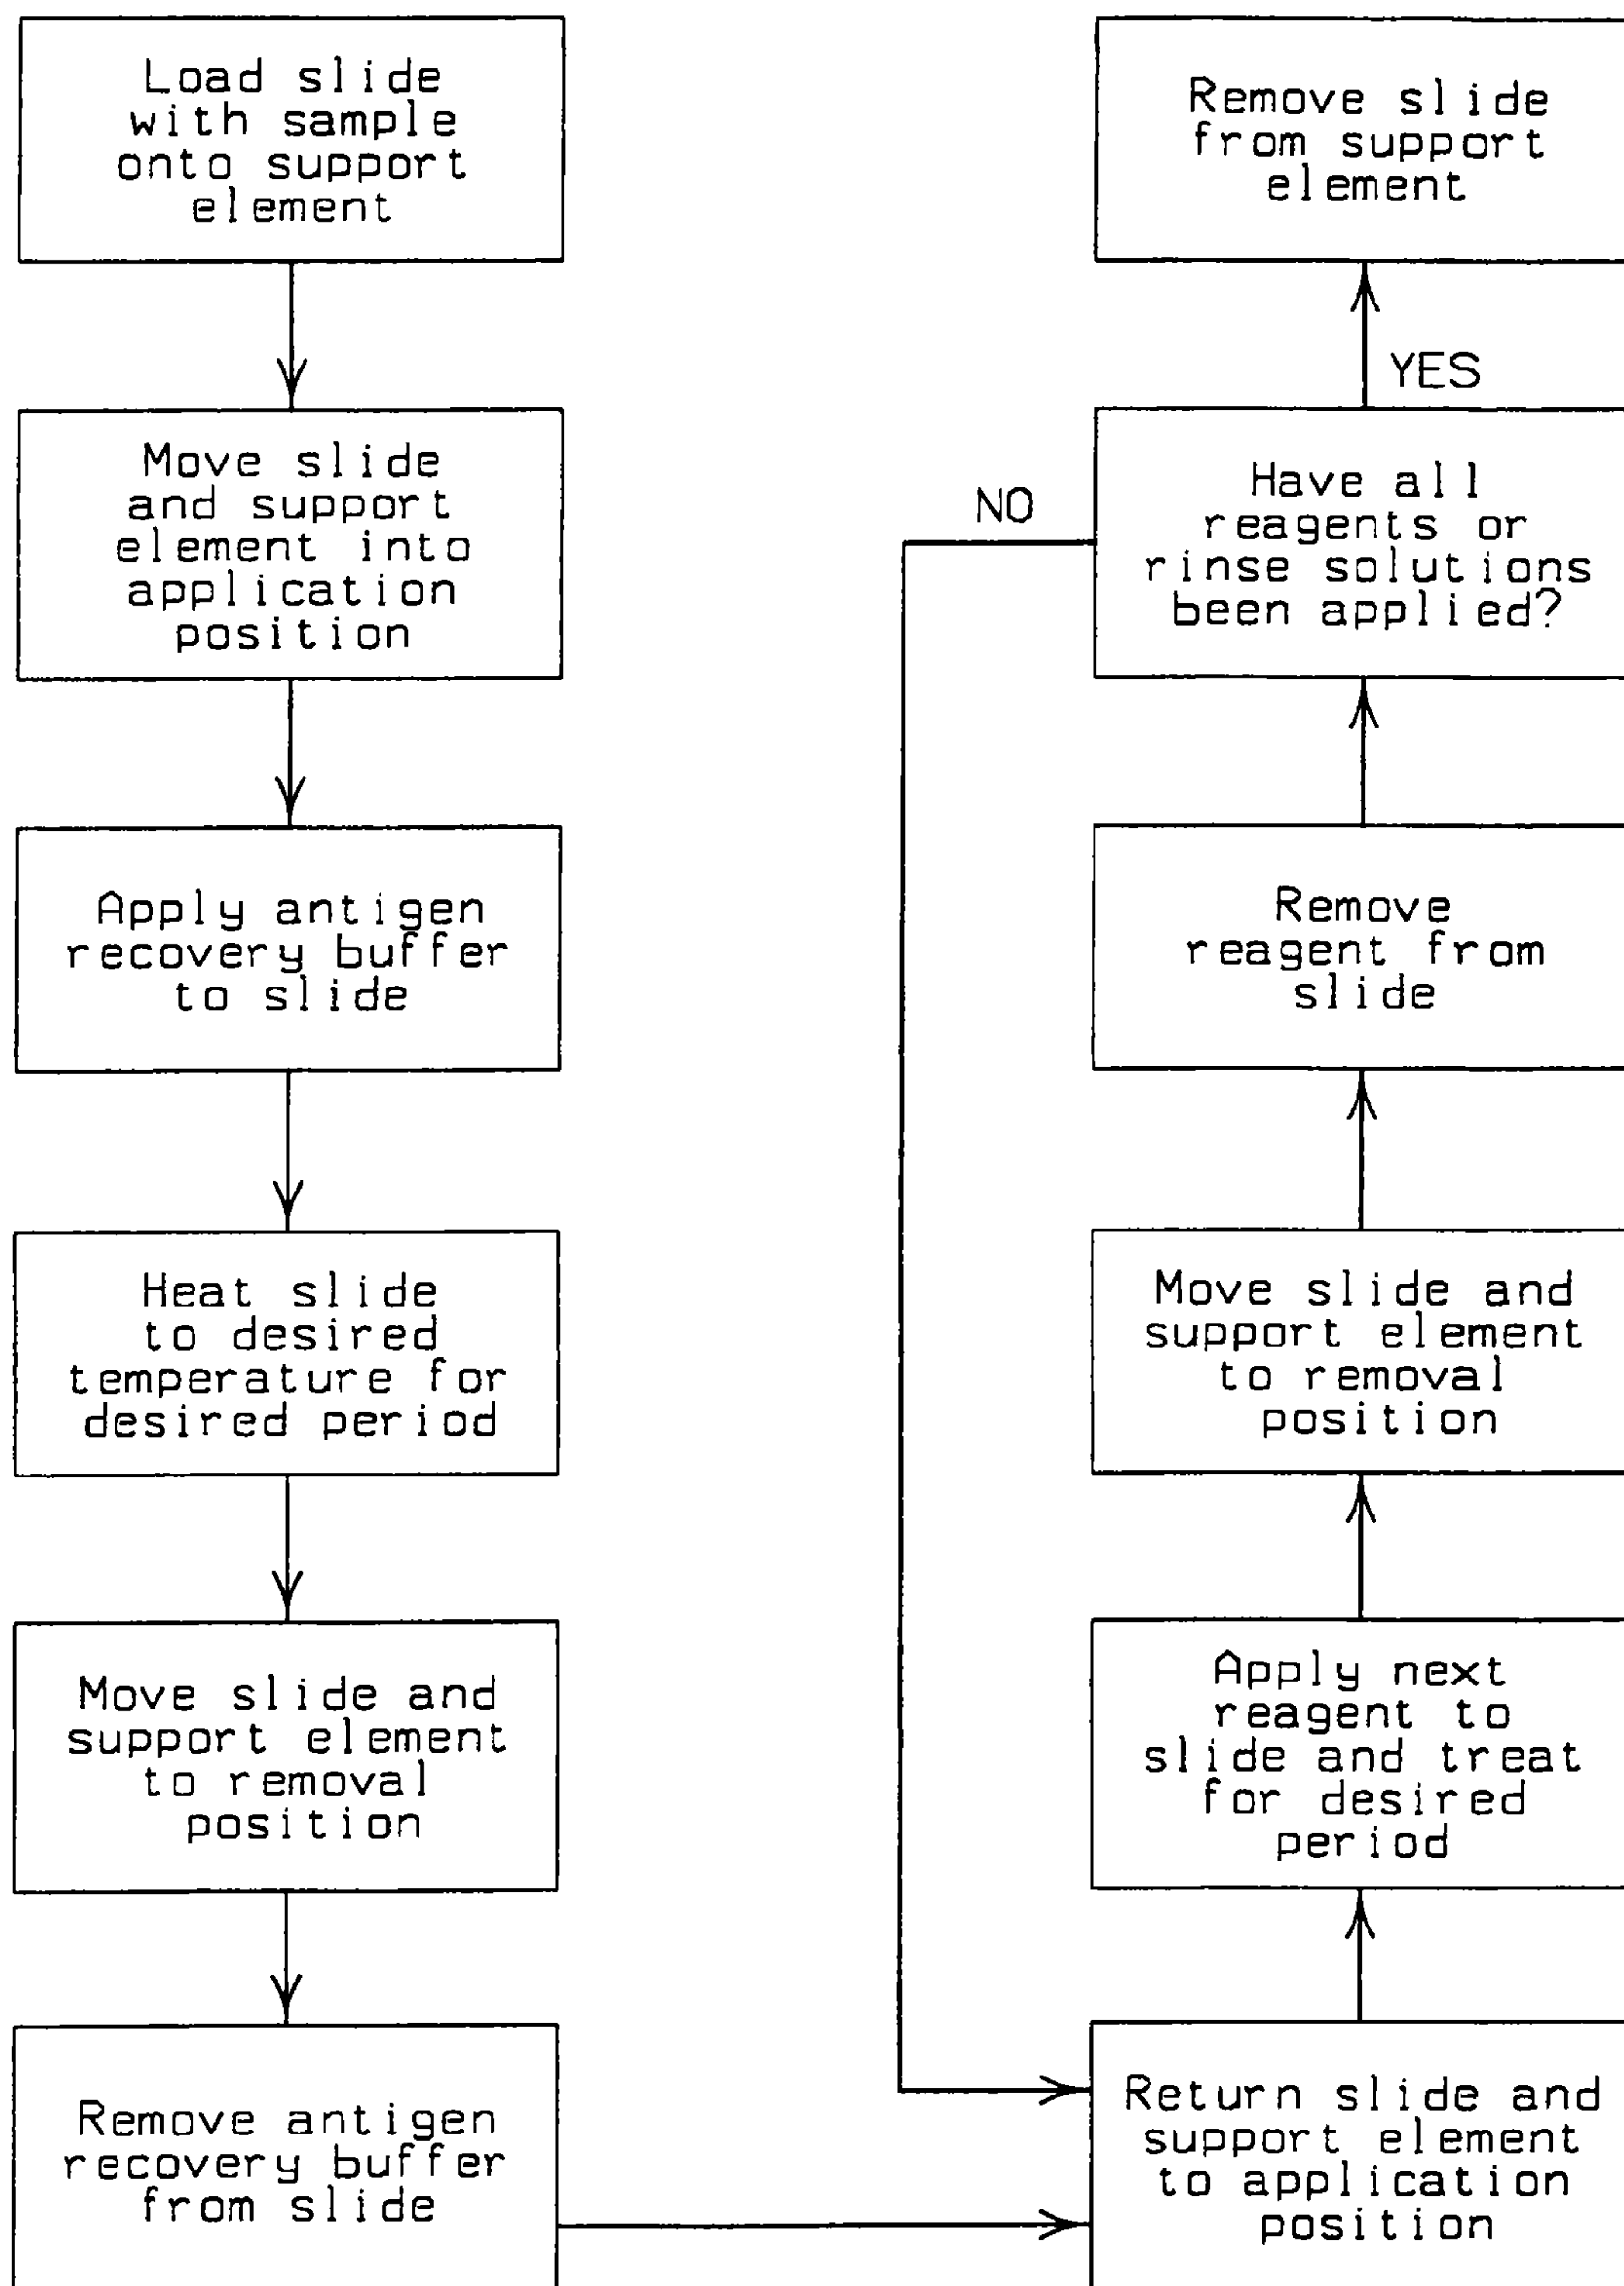 Load slide
with sample
onto support
element
Move slide
and support
element into
application
position
Apply antigen
recovery buffer
to slide
Heat slide
to desired
temperature for
desired period
Move slide and
support element
to removal
position
Remove antigen
recovery buffer
from slide
Return slide and
support element
to application
position
Apply next
reagent to
slide and treat
for desired
period
Move slide and
support element
to removal
position
Remove
reagent from
slide
Have all
reagents or
rinse solutions
been applied?
NO
YES
Remove slide
from support
element